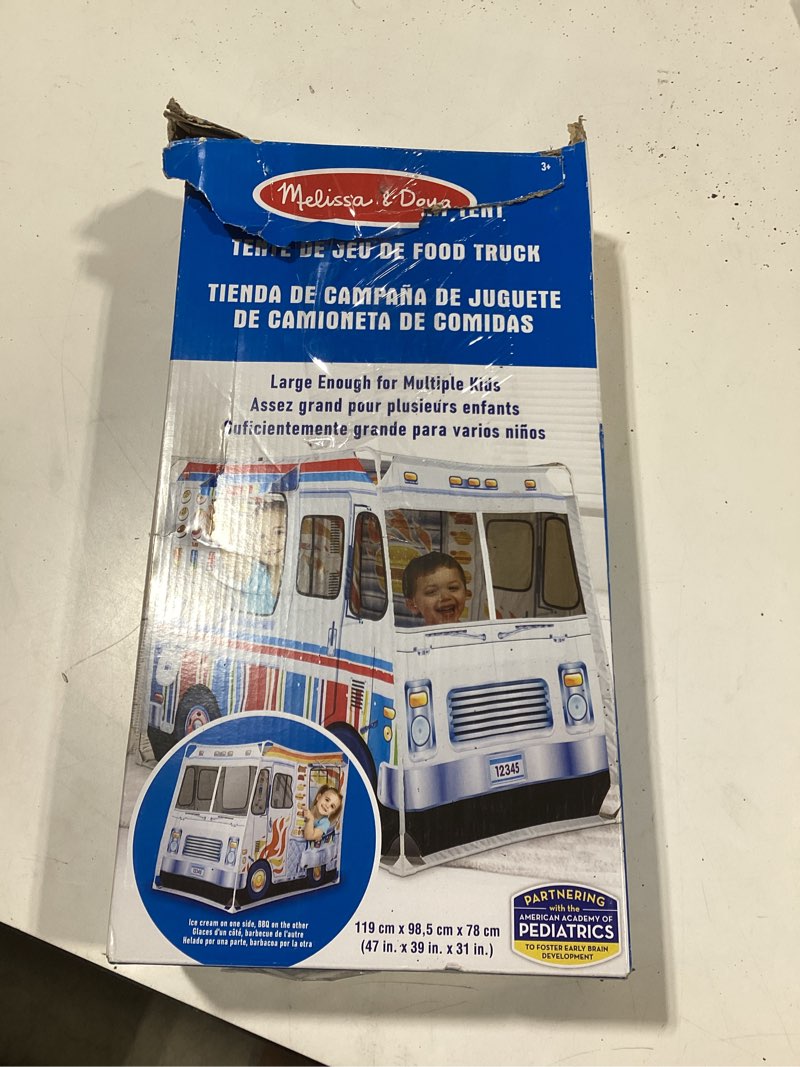 3+
Melissa & Doug
TENT
TENTE DE JEU DE FOOD TRUCK
TIENDA DE CAMPAÑA DE JUGUETE
DE CAMIONETA DE COMIDAS
Large Enough for Multiple Kids
Assez grand pour plusieurs enfants
Suficientemente grande para varios niños
12345
12345
Ice cream on one side, BBQ on the other
Glaces d'un côté, barbecue de l'autre
Helado por una parte, barbacoa por la otra
119 cm x 98,5 cm x 78 cm
(47 in. x 39 in. x 31 in.)
PARTNERING
with the
AMERICAN ACADEMY OF
PEDIATRICS
TO FOSTER EARLY BRAIN
DEVELOPMENT